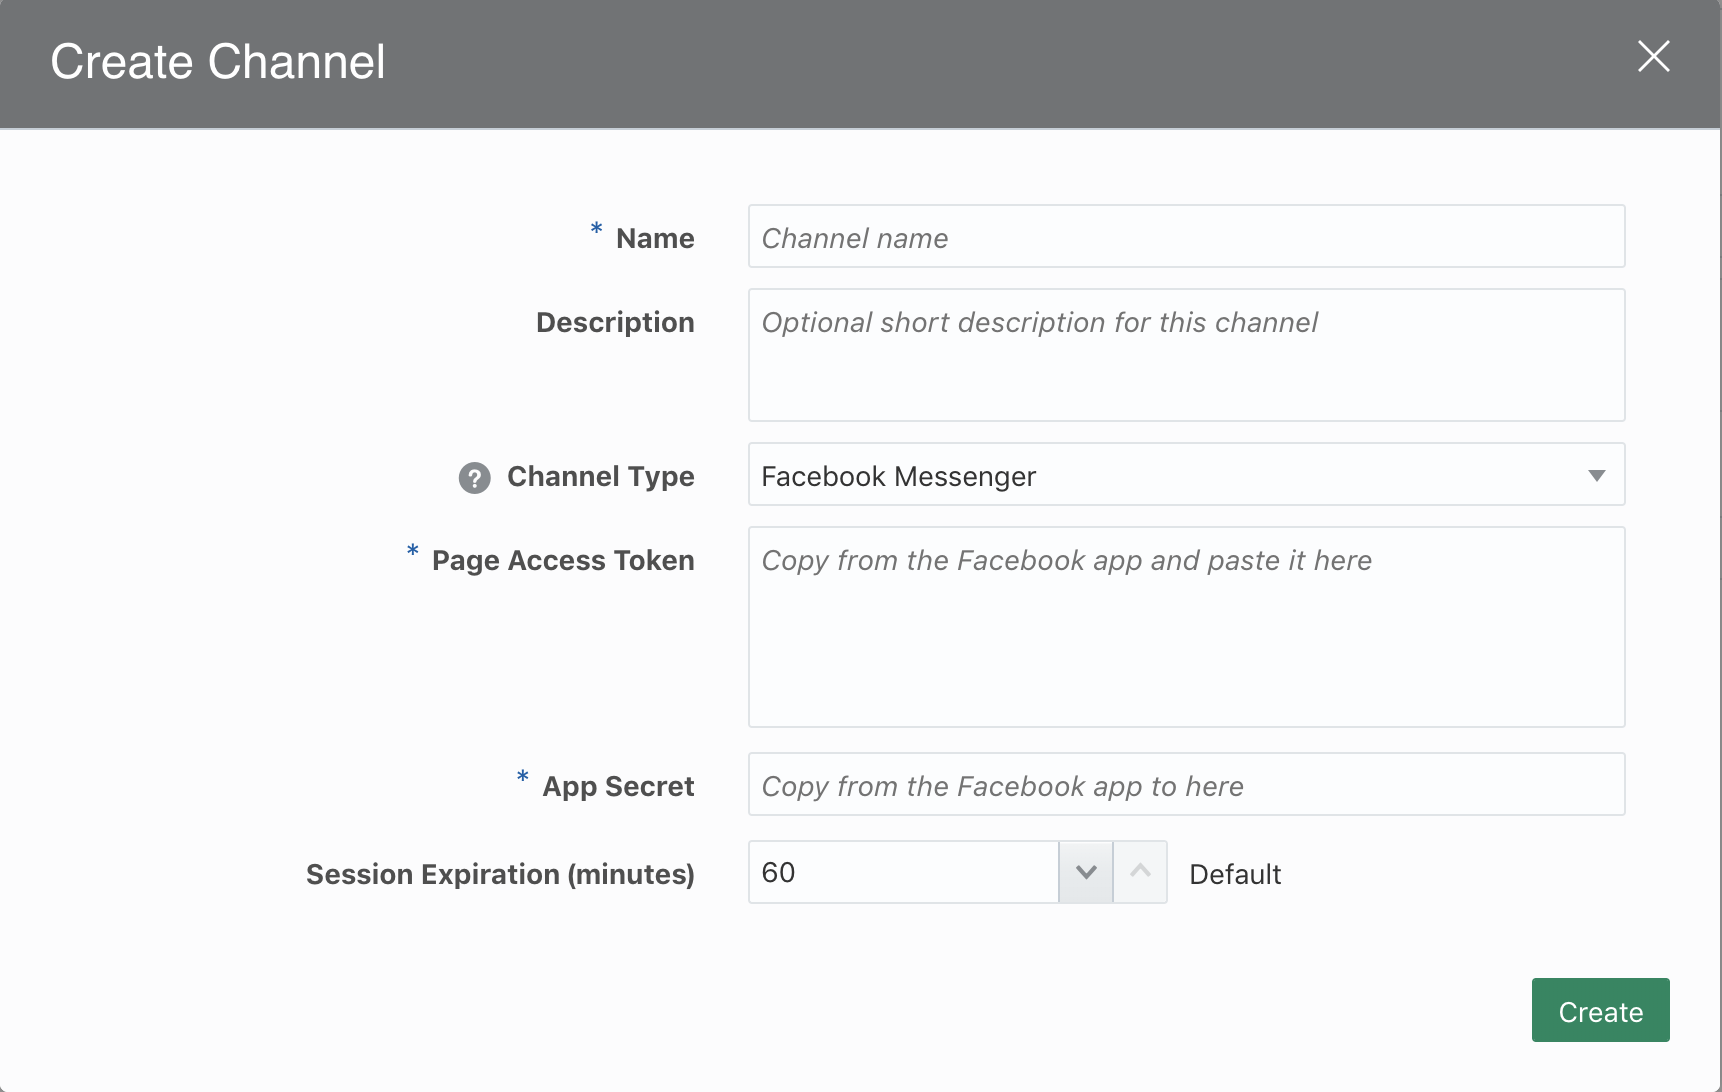 Create Channel
* Name
Channel name
Description
Optional short description for this channel
? Channel Type
Facebook Messenger
* Page Access Token
Copy from the Facebook app and paste it here
* App Secret
Copy from the Facebook app to here
Session Expiration (minutes)
60
Default
Create